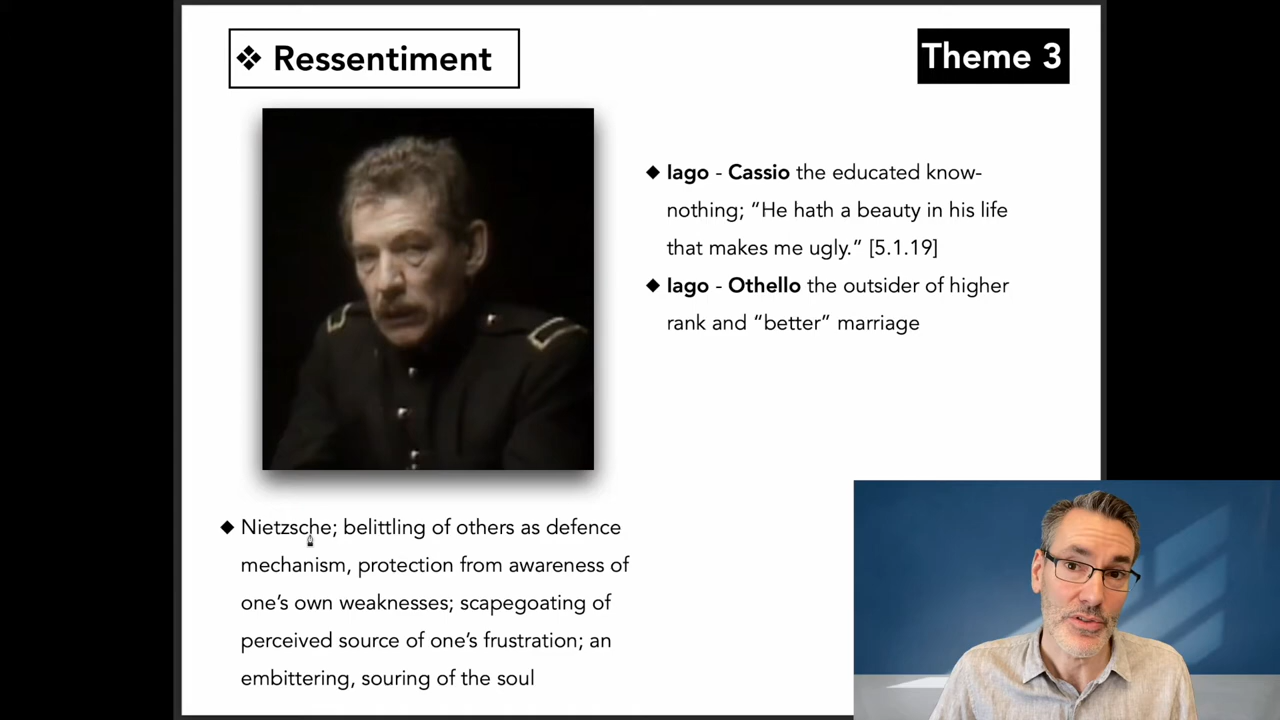 ❖ Ressentiment
Theme 3
◆ Iago - Cassio the educated know-
nothing; “He hath a beauty in his life
that makes me ugly.” [5.1.19]
◆ Iago - Othello the outsider of higher
rank and “better” marriage
◆ Nietzsche; belittling of others as defence
mechanism, protection from awareness of
one’s own weaknesses; scapegoating of
perceived source of one’s frustration; an
embittering, souring of the soul